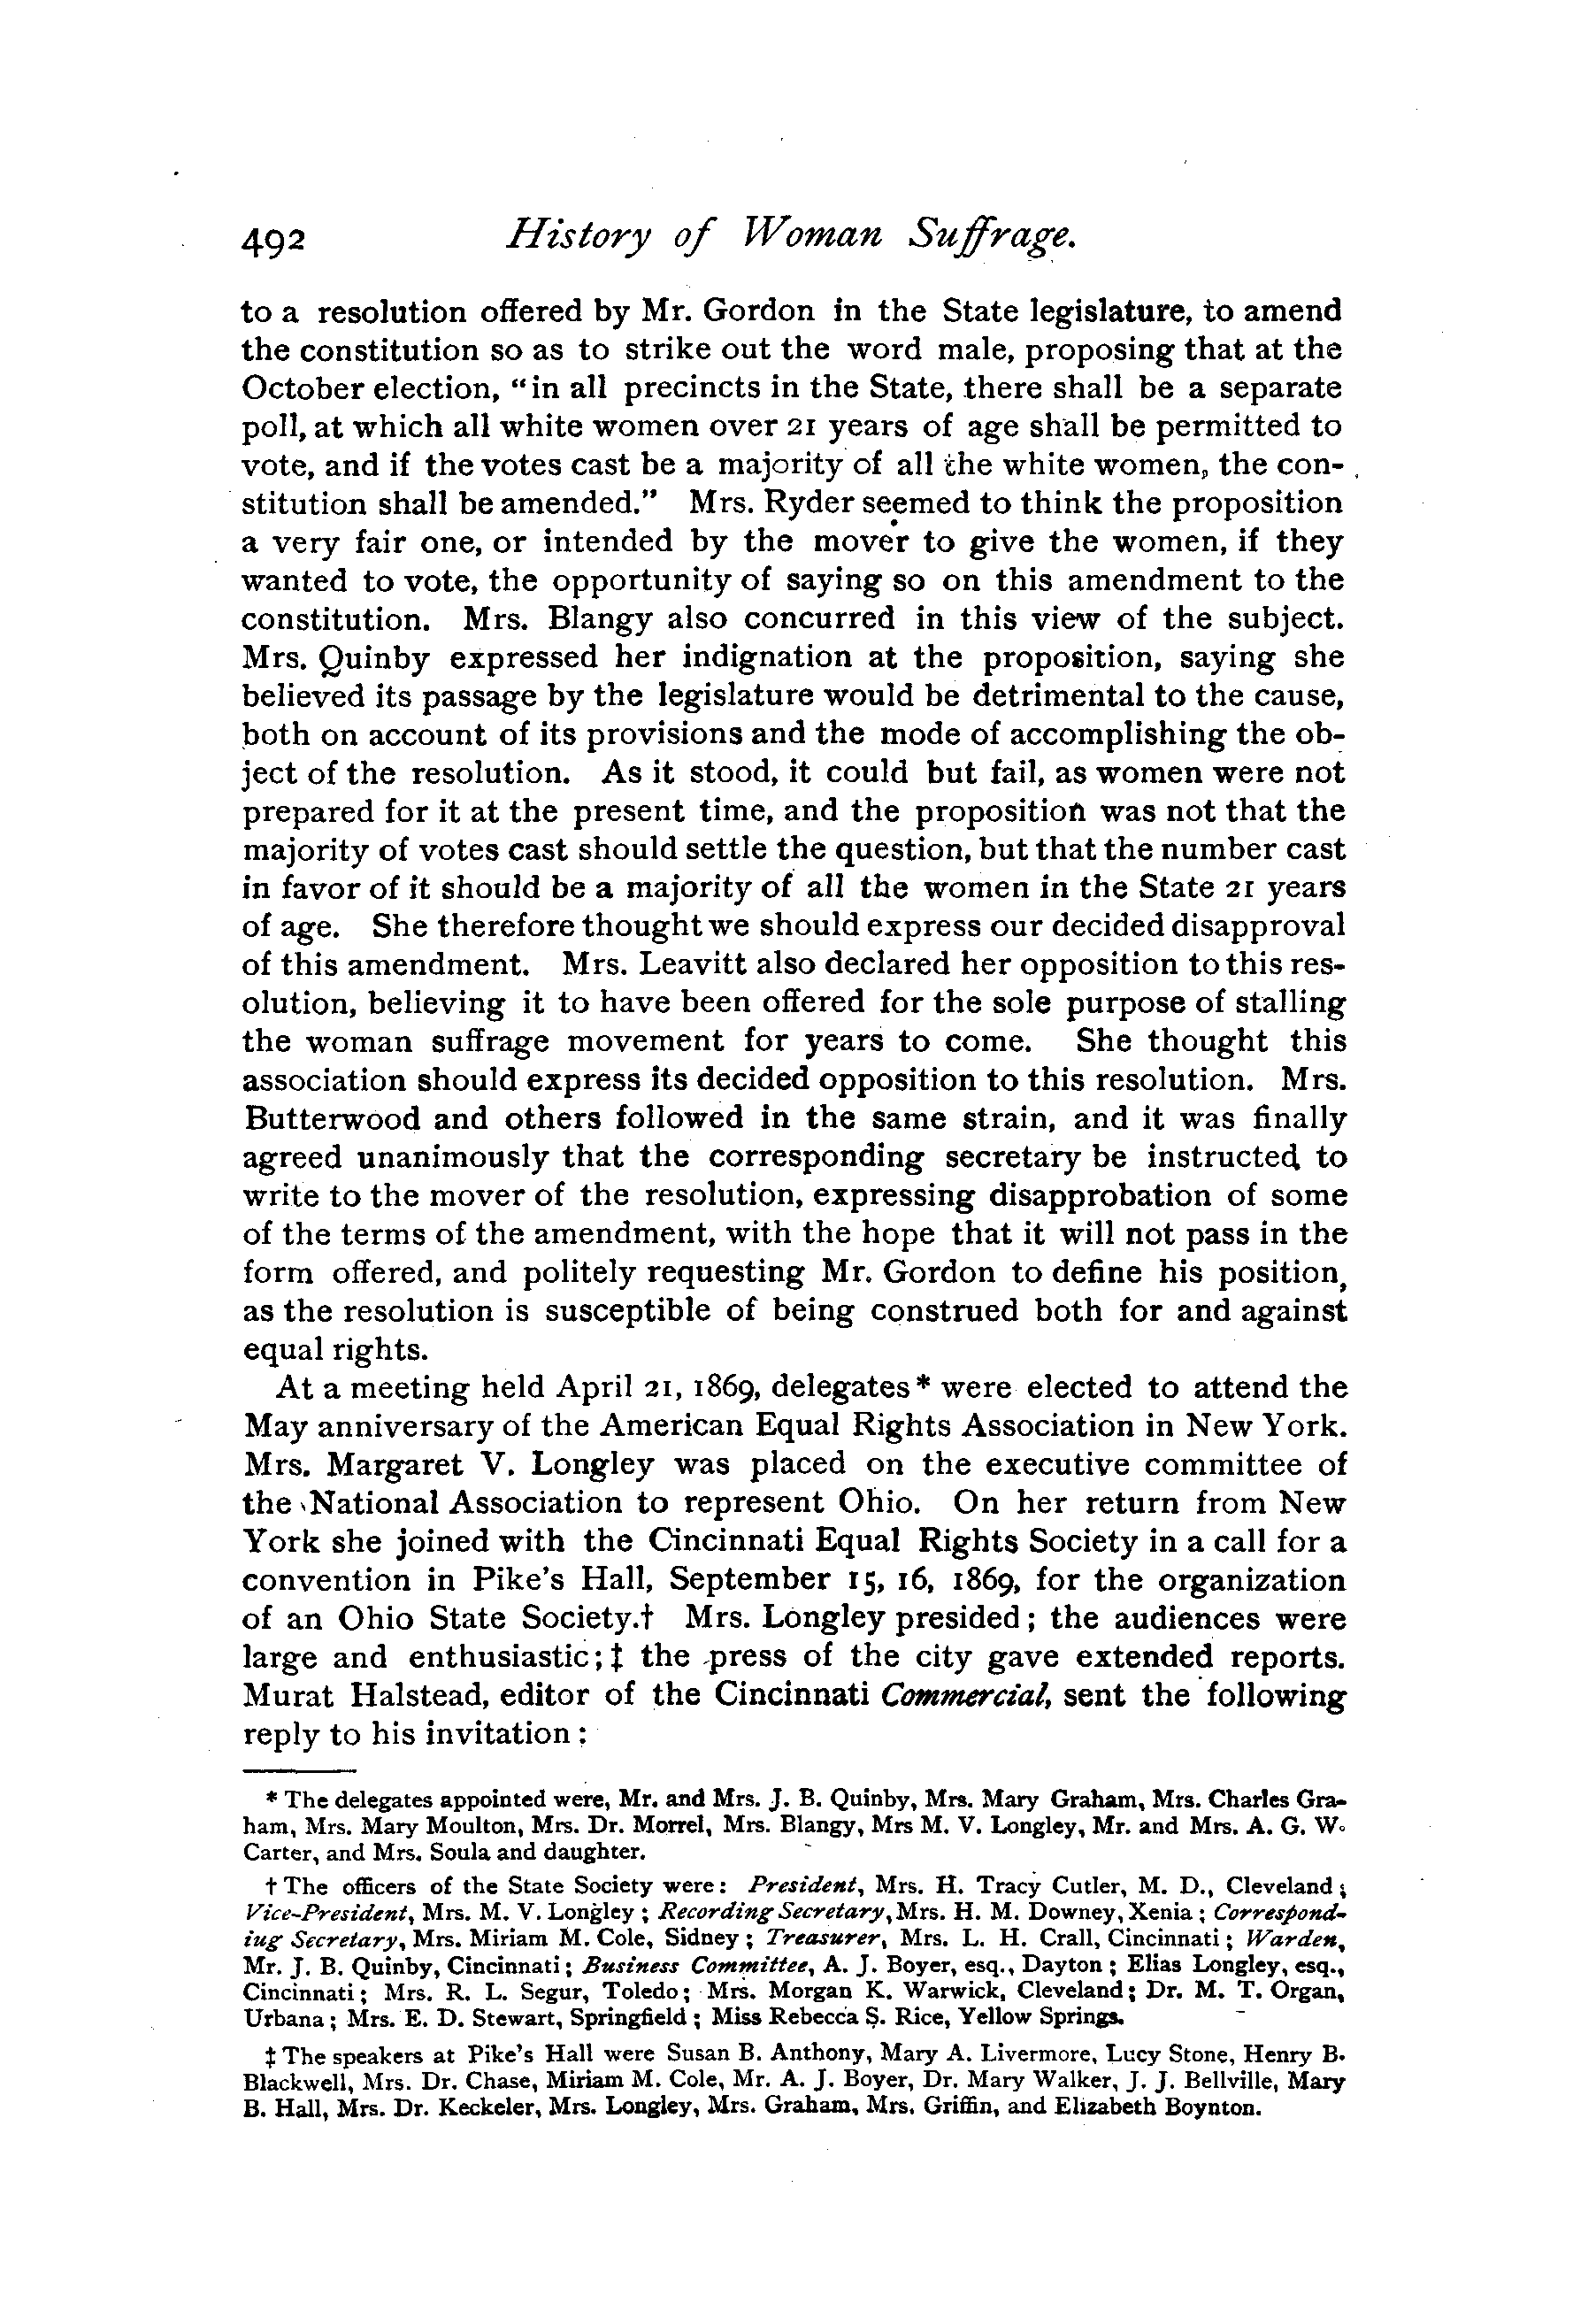 492 History of Woman Suffrage.
to a resolution offered by Mr. Gordon in the State legislature, to amend
the constitution so as to strike out the word male, proposing that at the
October election, "in all precincts in the State, there shall be a separate
poll, at which all white women over 21 years of age shall be permitted to
vote, and if the votes cast be a majority of all the white women, the con-
stitution shall be amended." Mrs. Ryder seemed to think the proposition
a very fair one, or intended by the mover to give the women, if they
wanted to vote, the opportunity of saying so on this amendment to the
constitution. Mrs. Blangy also concurred in this view of the subject.
Mrs. Quinby expressed her indignation at the proposition, saying she
believed its passage by the legislature would be detrimental to the cause,
both on account of its provisions and the mode of accomplishing the ob-
ject of the resolution. As it stood, it could but fail, as women were not
prepared for it at the present time, and the proposition was not that the
majority of votes cast should settle the question, but that the number cast
in favor of it should be a majority of all the women in the State 21 years
of age. She therefore thought we should express our decided disapproval
of this amendment. Mrs. Leavitt also declared her opposition to this res-
olution, believing it to have been offered for the sole purpose of stalling
the woman suffrage movement for years to come. She thought this
association should express its decided opposition to this resolution. Mrs.
Butterwood and others followed in the same strain, and it was finally
agreed unanimously that the corresponding secretary be instructed to
write to the mover of the resolution, expressing disapprobation of some
of the terms of the amendment, with the hope that it will not pass in the
form offered, and politely requesting Mr. Gordon to define his position,
as the resolution is susceptible of being construed both for and against
equal rights.
At a meeting held April 21, 1869, delegates* were elected to attend the
May anniversary of the American Equal Rights Association in New York.
Mrs. Margaret V. Longley was placed on the executive committee of
the National Association to represent Ohio. On her return from New
York she joined with the Cincinnati Equal Rights Society in a call for a
convention in Pike's Hall, September 15, 16, 1869, for the organization
of an Ohio State Society.† Mrs. Longley presided; the audiences were
large and enthusiastic;‡ the press of the city gave extended reports.
Murat Halstead, editor of the Cincinnati Commercial, sent the following
reply to his invitation:
* The delegates appointed were, Mr. and Mrs. J. B. Quinby, Mrs. Mary Graham, Mrs. Charles Gra-
ham, Mrs. Mary Moulton, Mrs. Dr. Morrel, Mrs. Blangy, Mrs M. V. Longley, Mr. and Mrs. A. G. W.
Carter, and Mrs. Soula and daughter.
† The officers of the State Society were: President, Mrs. H. Tracy Cutler, M. D., Cleveland;
Vice-President, Mrs. M. V. Longley; Recording Secretary, Mrs. H. M. Downey, Xenia; Correspond-
iug Secretary, Mrs. Miriam M. Cole, Sidney; Treasurer, Mrs. L. H. Crall, Cincinnati; Warden,
Mr. J. B. Quinby, Cincinnati; Business Committee, A. J. Boyer, esq., Dayton; Elias Longley, esq.,
Cincinnati; Mrs. R. L. Segur, Toledo; Mrs. Morgan K. Warwick, Cleveland; Dr. M. T. Organ,
Urbana; Mrs. E. D. Stewart, Springfield; Miss Rebecca S. Rice, Yellow Springs.
‡ The speakers at Pike's Hall were Susan B. Anthony, Mary A. Livermore, Lucy Stone, Henry B.
Blackwell, Mrs. Dr. Chase, Miriam M. Cole, Mr. A. J. Boyer, Dr. Mary Walker, J. J. Bellville, Mary
B. Hall, Mrs. Dr. Keckeler, Mrs. Longley, Mrs. Graham, Mrs. Griffin, and Elizabeth Boynton.